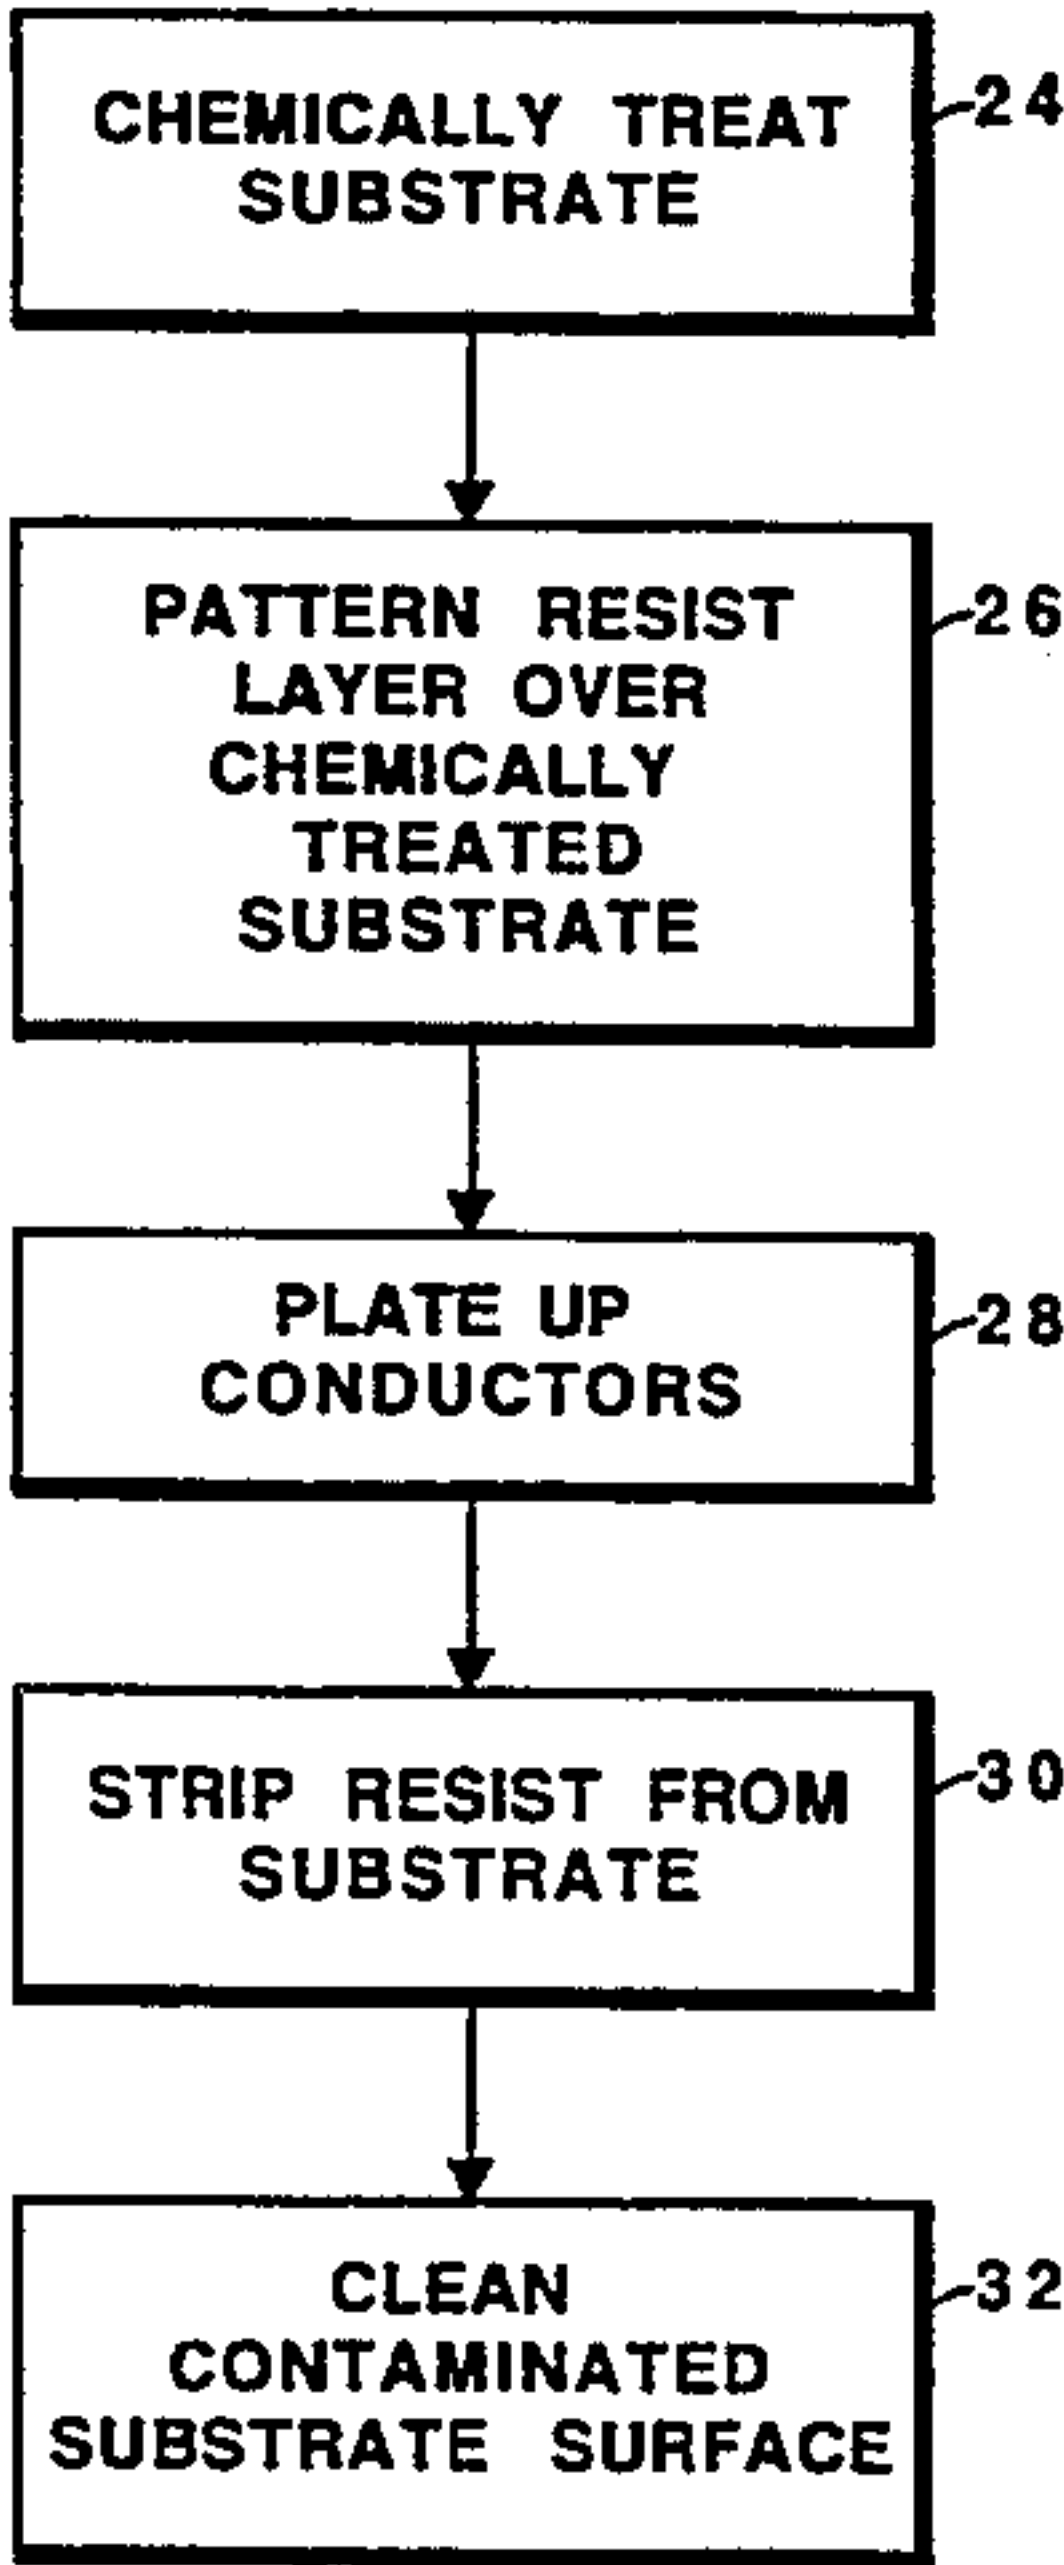 CHEMICALLY TREAT
SUBSTRATE
24
PATTERN RESIST
LAYER OVER
CHEMICALLY
TREATED
SUBSTRATE
26
PLATE UP
CONDUCTORS
28
STRIP RESIST FROM
SUBSTRATE
30
CLEAN
CONTAMINATED
SUBSTRATE SURFACE
32